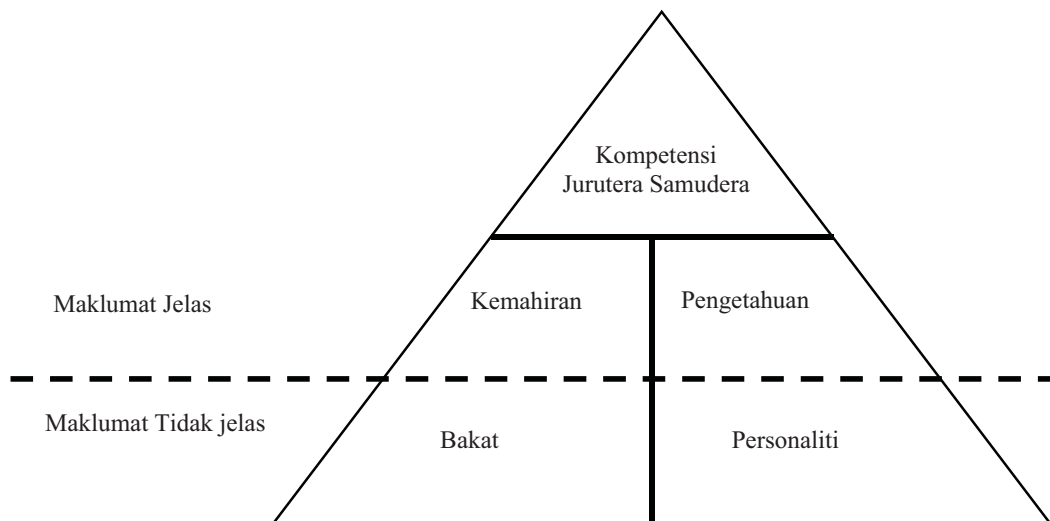 Kompetensi
Jurutera Samudera
Maklumat Jelas
Kemahiran
Pengetahuan
Maklumat Tidak jelas
Bakat
Personaliti